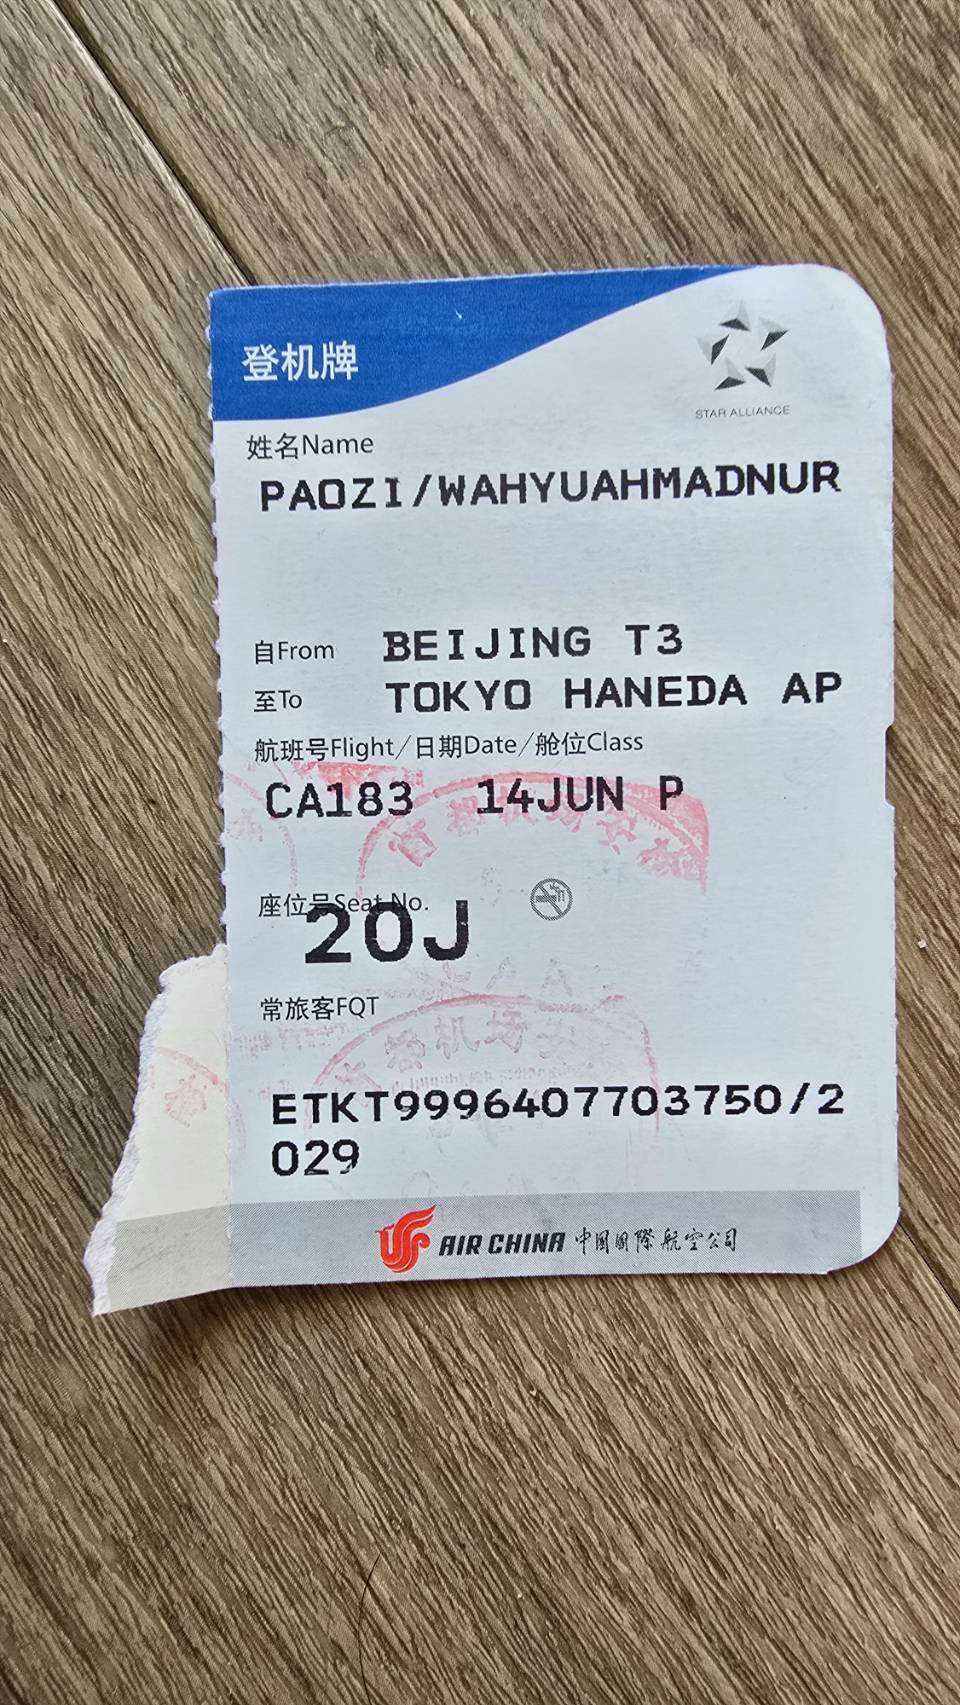 登机牌
STAR ALLIANCE
姓名Name
PAOZI/WAHYUAHMADNUR
自From BEIJING T3
至To TOKYO HANEDA AP
航班号Flight/日期Date/舱位Class
CA183 14JUN P
座位号Seat No.
20J
常旅客FQT
ETKT9996407703750/2
029
AIR CHINA 中国国際航空公司